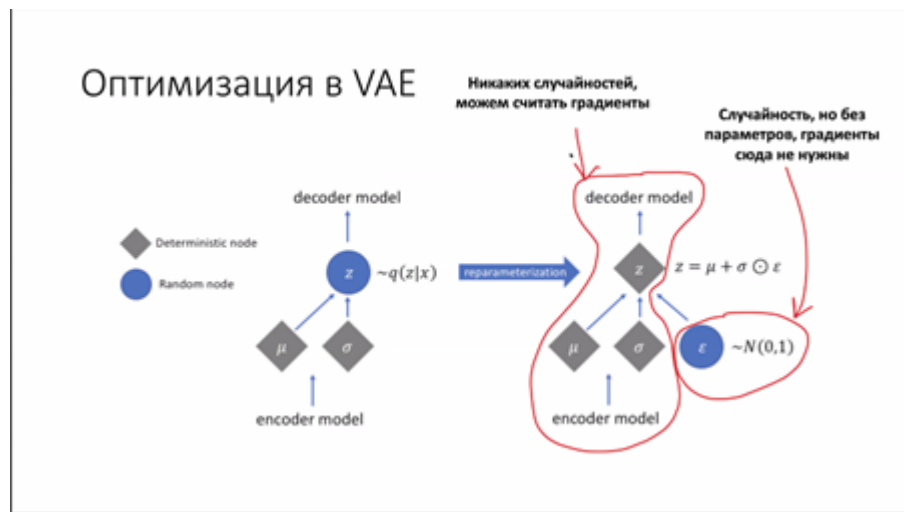 Оптимизация в VAE
Никаких случайностей,
можем считать градиенты
Случайность, но без
параметров, градиенты
сюда не нужны
decoder model
Deterministic node
Random node
z
~q(z|x)
μ
σ
encoder model
reparameterization
decoder model
z
z = μ + σ ⊙ ε
μ
σ
ε
~N(0,1)
encoder model